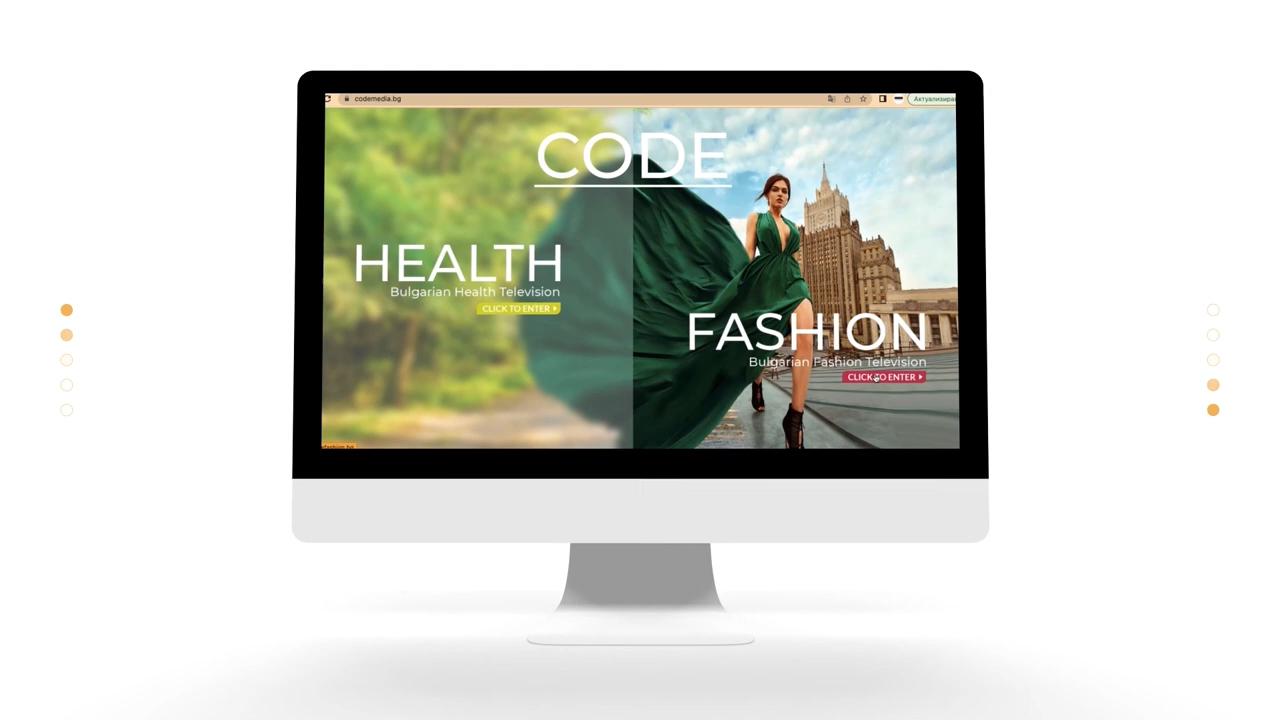 codemedia.bg
Актуализира
CODE
HEALTH
Bulgarian Health Television
CLICK TO ENTER
FASHION
Bulgarian Fashion Television
CLICK TO ENTER